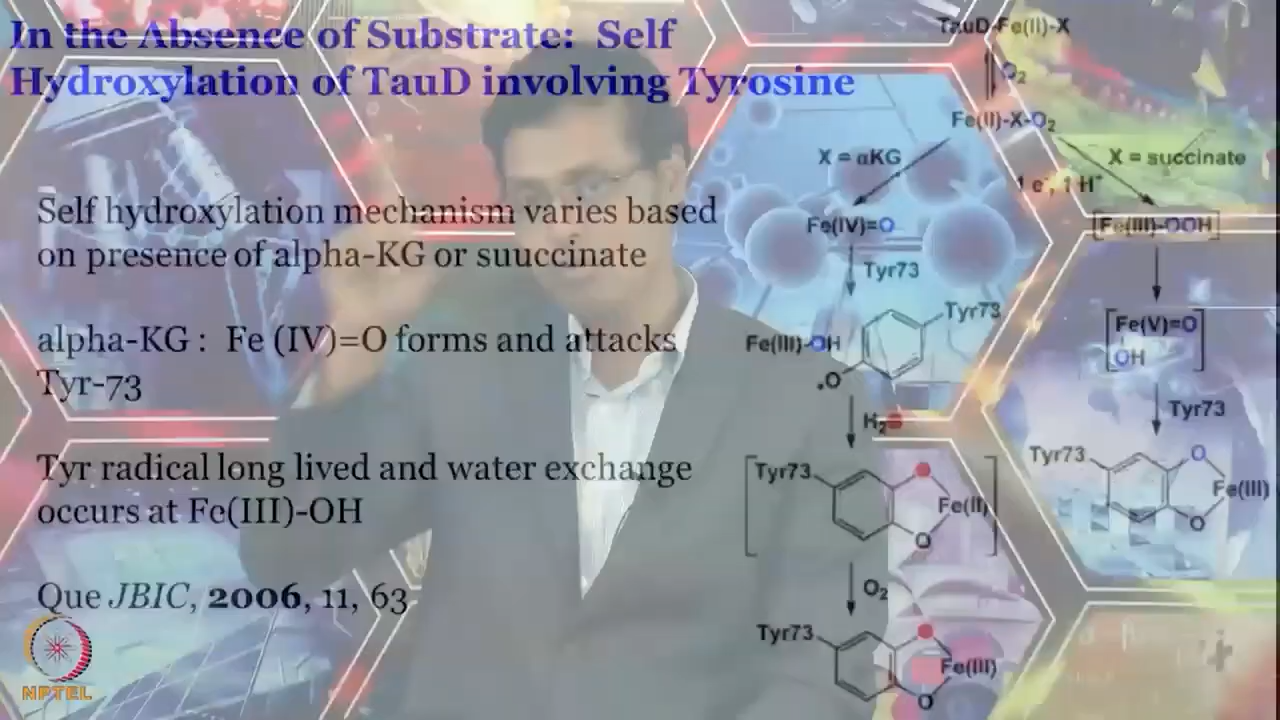 In the Absence of Substrate: Self
Hydroxylation of TauD involving Tyrosine
Self hydroxylation mechanism varies based
on presence of alpha-KG or suuccinate
alpha-KG : Fe (IV)=O forms and attacks
Tyr-73
Tyr radical long lived and water exchange
occurs at Fe(III)-OH
Que JBIC, 2006, 11, 63
NPTEL
TauD-Fe(II)-X
O₂
Fe(II)-X-O₂
X = αKG
X = succinate
1 e⁻, 1 H⁺
Fe(IV)=O
[Fe(III)-OOH]
Tyr73
Tyr73
Fe(III)-OH
.O
Fe(V)=O
OH
H₂
Tyr73
Tyr73
O
Fe(III)
O
Tyr73
Fe(II)
O
O₂
Tyr73
Fe(III)
O